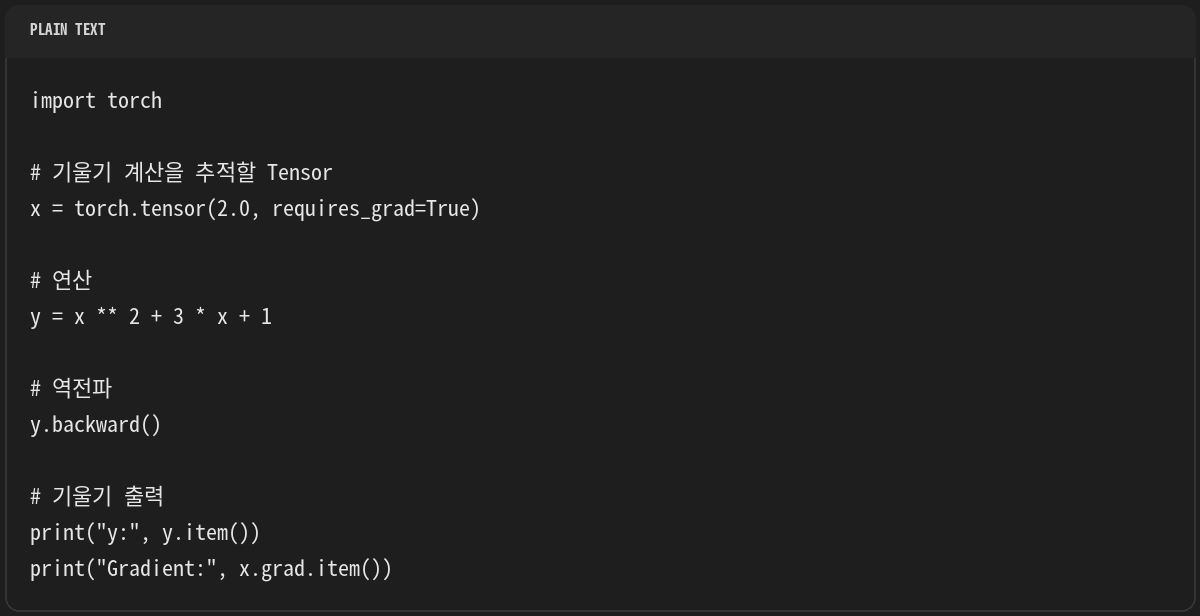 PLAIN TEXT
import torch
# 기울기 계산을 추적할 Tensor
x = torch.tensor(2.0, requires_grad=True)
# 연산
y = x ** 2 + 3 * x + 1
# 역전파
y.backward()
# 기울기 출력
print("y:", y.item())
print("Gradient:", x.grad.item())